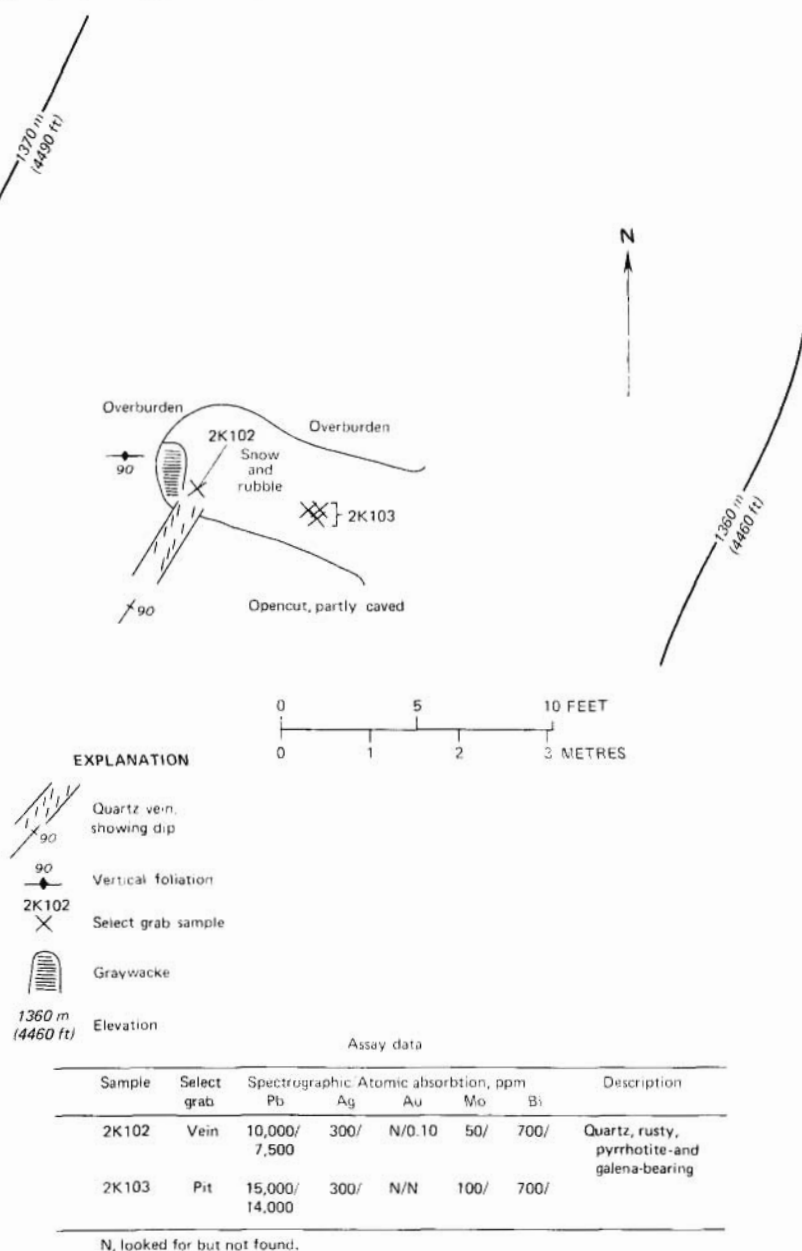 1370 m
(4490 ft)
N
Overburden
Overburden
2K102
Snow
and
rubble
90
2K103
1360 m
(4460 ft)
90
Opencut, partly caved
0 5 10 FEET
0 1 2 3 METRES
EXPLANATION
Quartz vein,
showing dip
90
90
Vertical foliation
2K102
Select grab sample
Graywacke
1360 m
(4460 ft)
Elevation
Assay data
Sample Select Spectrographic/Atomic absorbtion, ppm Description
grab Pb Ag Au Mo Bi
2K102 Vein 10,000/ 300/ N/0.10 50/ 700/ Quartz, rusty,
7,500 pyrrhotite-and
galena-bearing
2K103 Pit 15,000/ 300/ N/N 100/ 700/
14,000
N, looked for but not found.